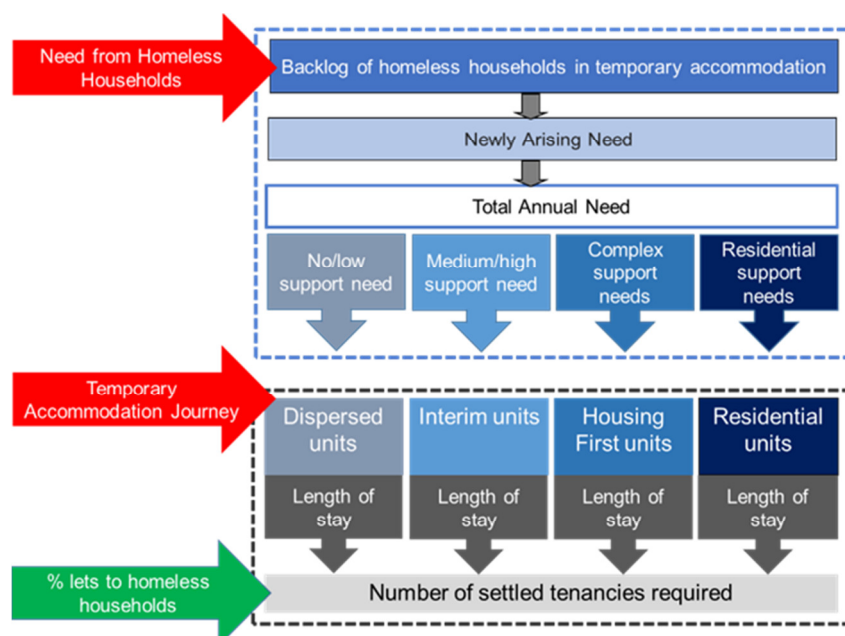 Need from Homeless
Households
Backlog of homeless households in temporary accommodation
Newly Arising Need
Total Annual Need
No/low
support need
Medium/high
support need
Complex
support
needs
Residential
support
needs
Temporary
Accommodation Journey
Dispersed
units
Interim units
Housing
First units
Residential
units
Length of
stay
Length of
stay
Length of
stay
Length of
stay
% lets to homeless
households
Number of settled tenancies required